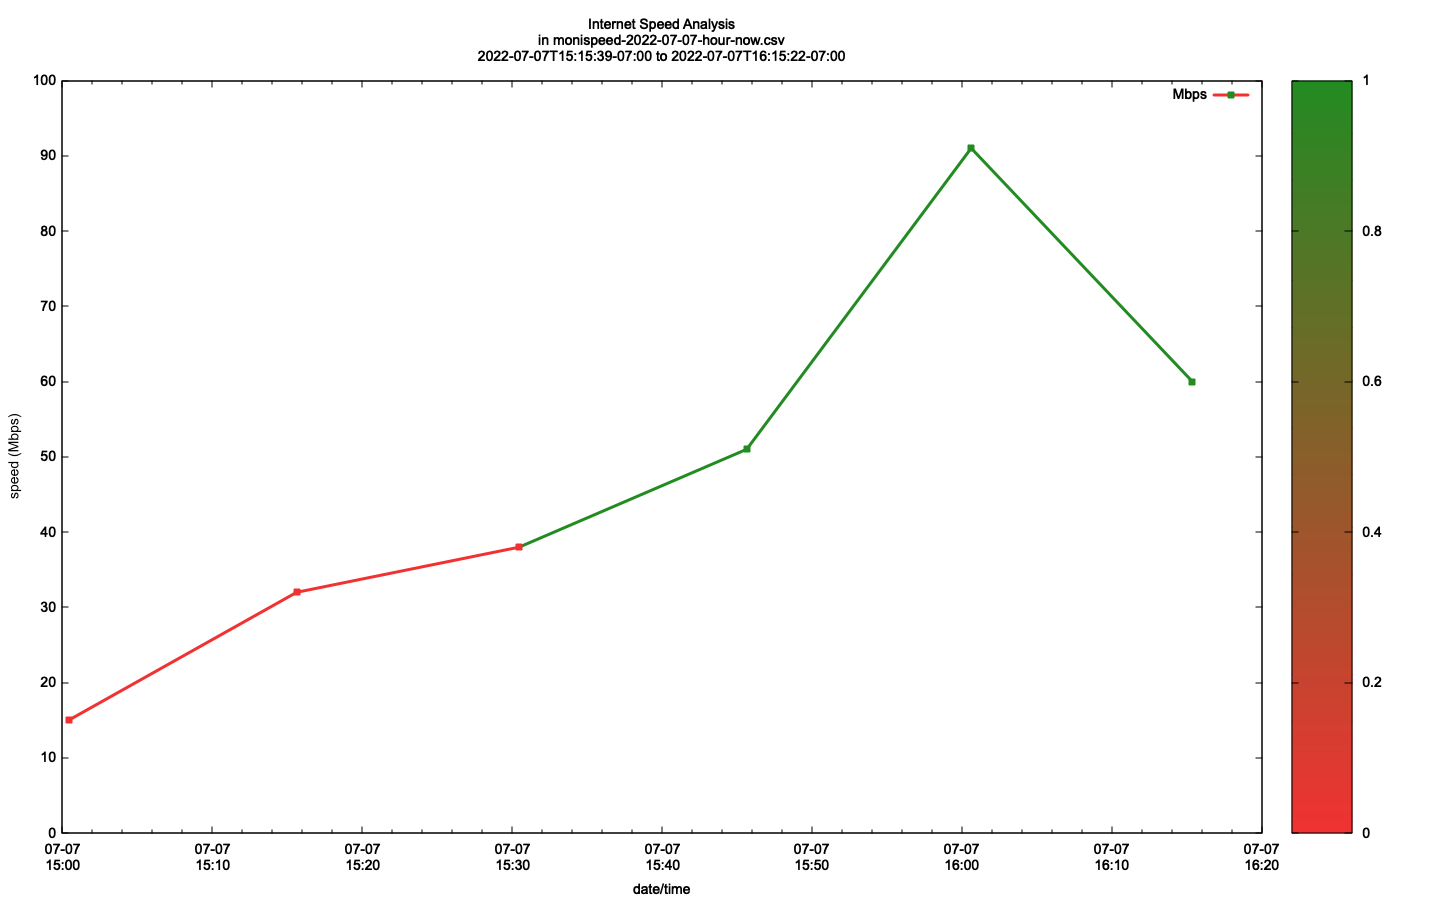 Internet Speed Analysis
in monispeed-2022-07-07-hour-now.csv
2022-07-07T15:15:39-07:00 to 2022-07-07T16:15:22-07:00
Mbps
100
90
80
70
60
50
40
30
20
10
0
speed (Mbps)
07-07 07-07 07-07 07-07 07-07 07-07 07-07 07-07 07-07
15:00 15:10 15:20 15:30 15:40 15:50 16:00 16:10 16:20
date/time
1
0.8
0.6
0.4
0.2
0